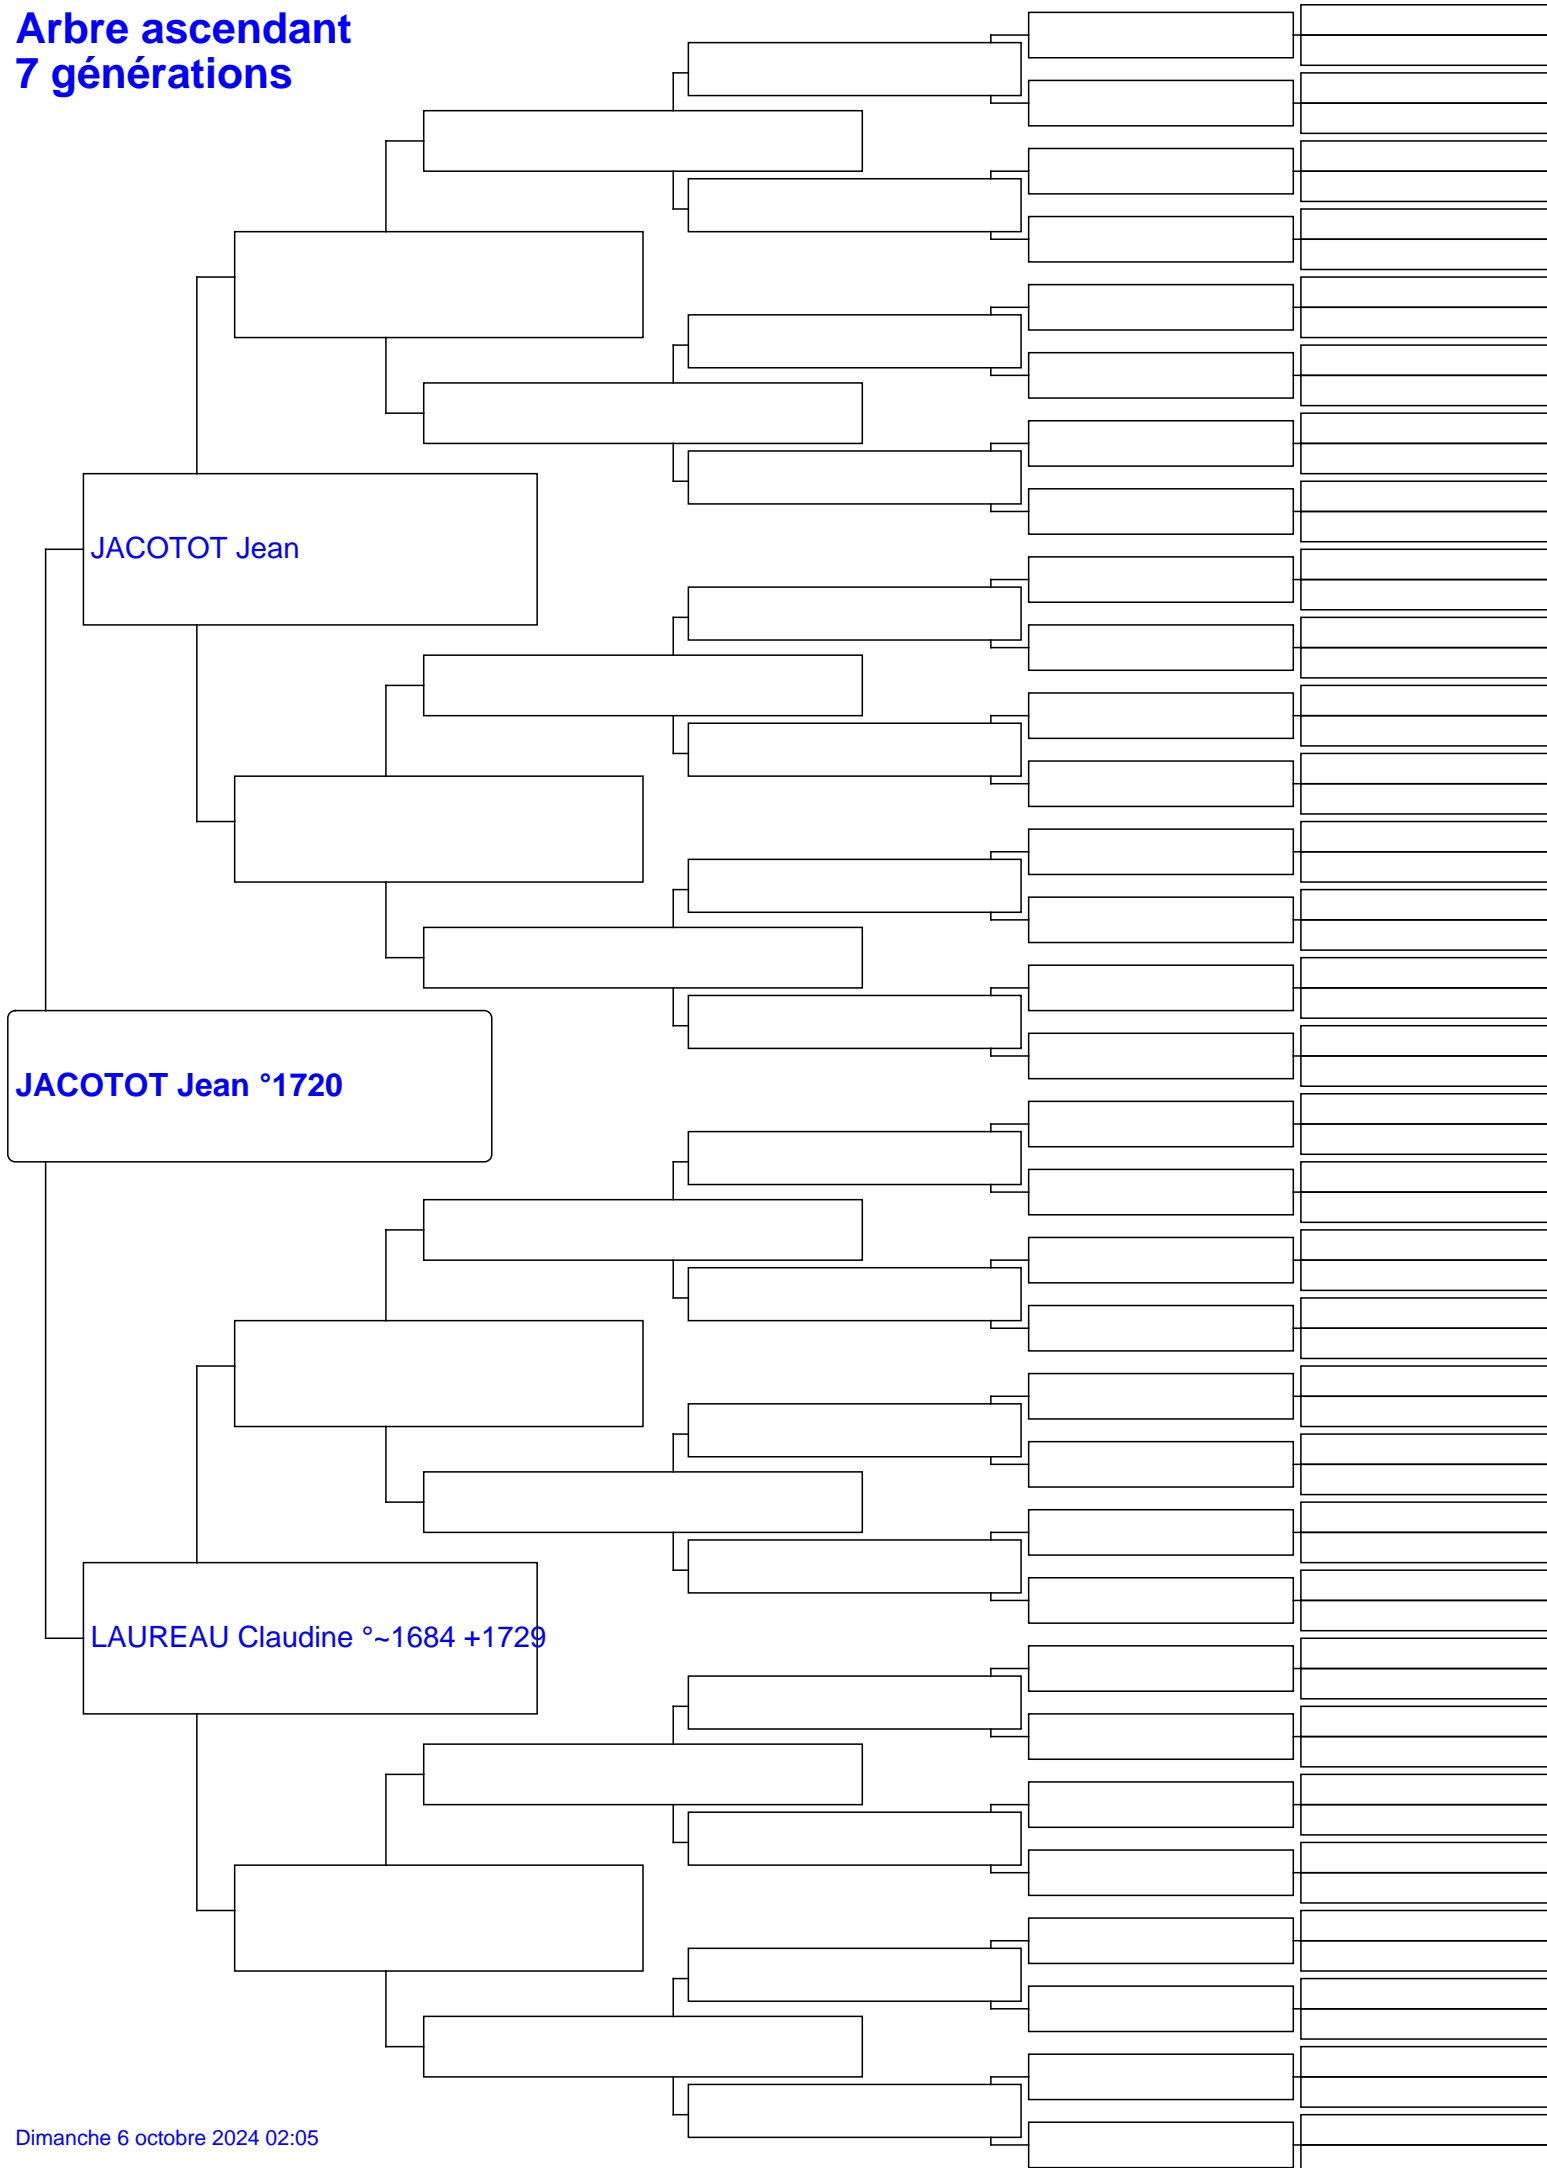 Arbre ascendant
7 générations
JACOTOT Jean
JACOTOT Jean °1720
LAUREAU Claudine °~1684 +1729
Dimanche 6 octobre 2024 02:05